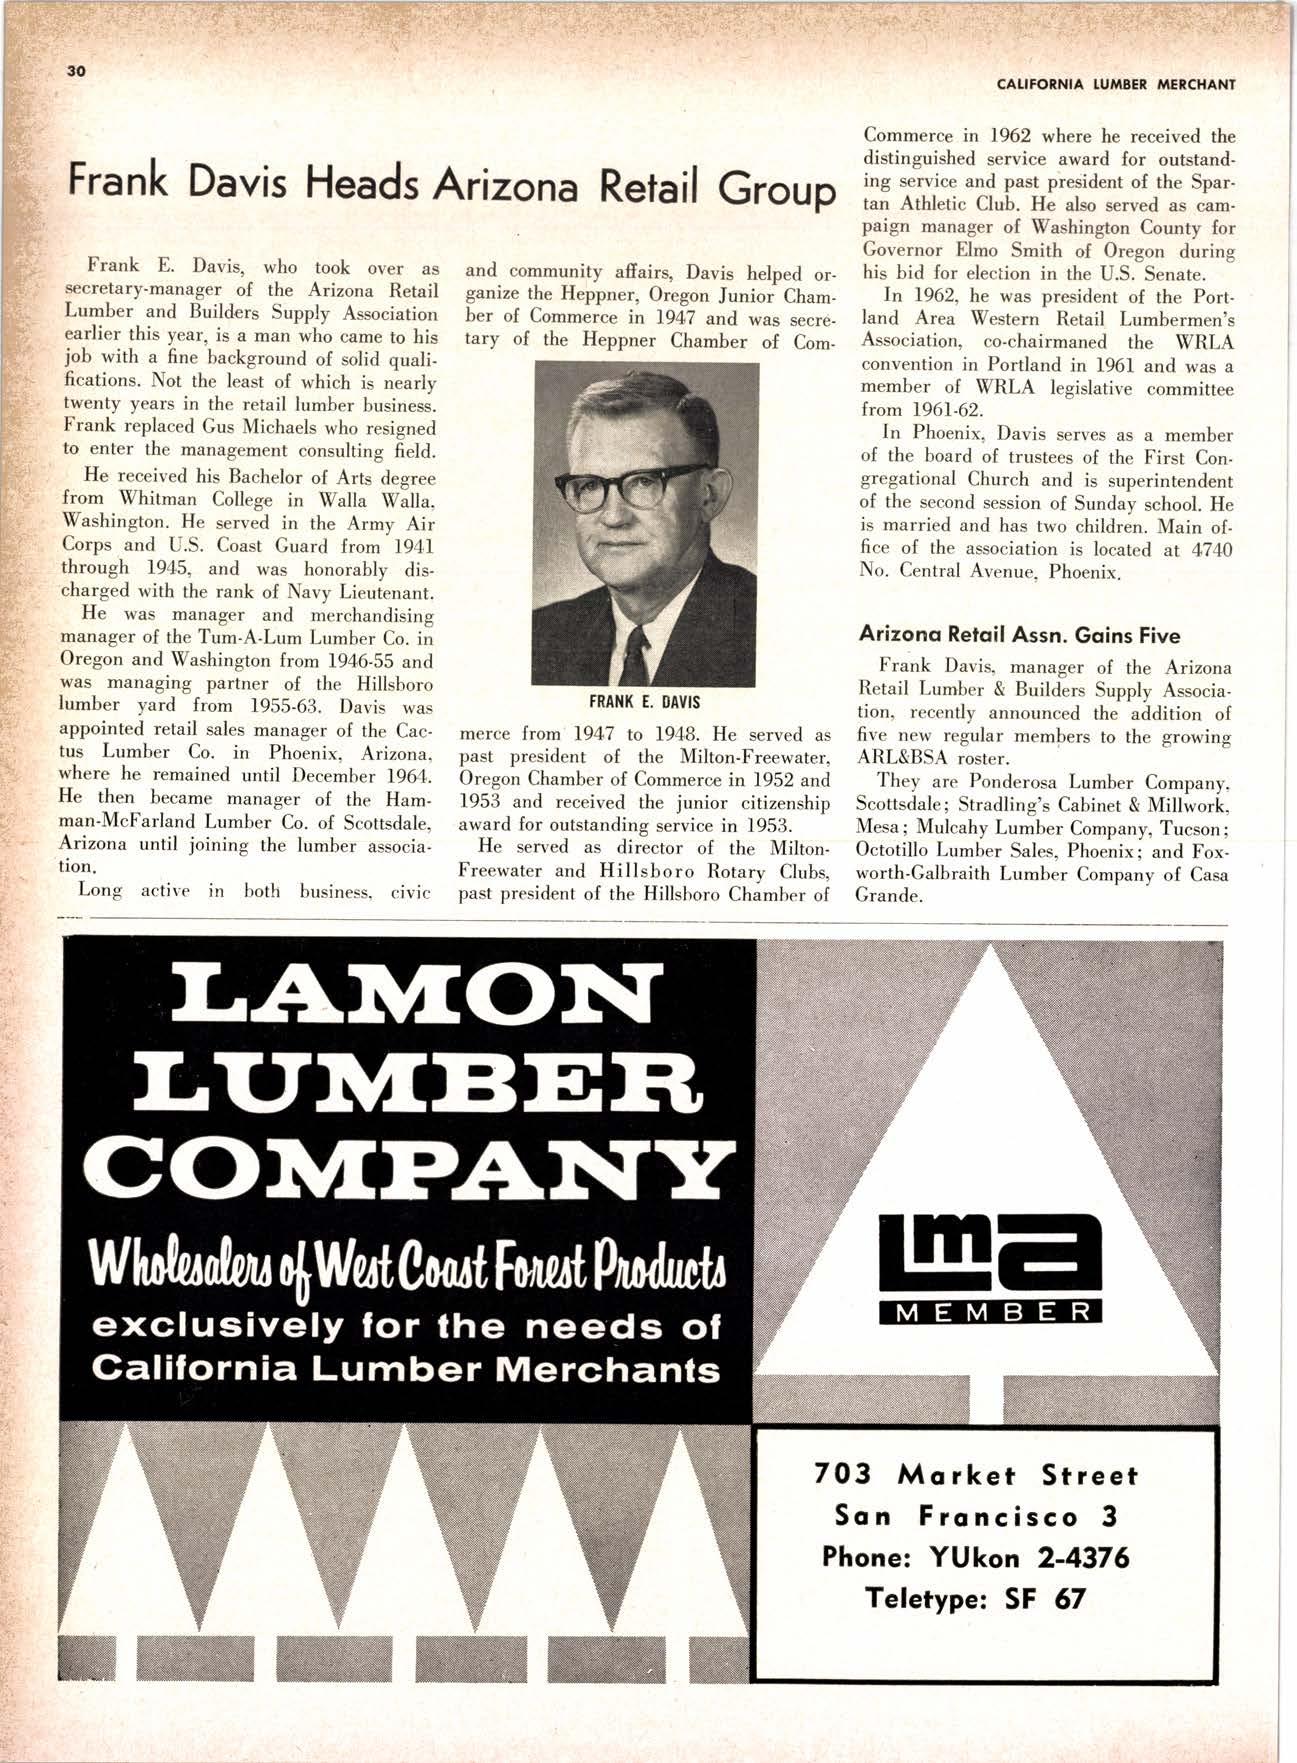 30
CALIFORNIA LUMBER MERCHANT
Frank Davis Heads Arizona Retail Group
Frank E. Davis, who took over as
secretary-manager of the Arizona Retail
Lumber and Builders Supply Association
earlier this year, is a man who came to his
job with a fine background of solid quali-
fications. Not the least of which is nearly
twenty years in the retail lumber business.
Frank replaced Gus Michaels who resigned
to enter the management consulting field.
He received his Bachelor of Arts degree
from Whitman College in Walla Walla,
Washington. He served in the Army Air
Corps and U.S. Coast Guard from 1941
through 1945, and was honorably dis-
charged with the rank of Navy Lieutenant.
He was manager and merchandising
manager of the Tum-A-Lum Lumber Co. in
Oregon and Washington from 1946-55 and
was managing partner of the Hillsboro
lumber yard from 1955-63. Davis was
appointed retail sales manager of the Cac-
tus Lumber Co. in Phoenix, Arizona,
where he remained until December 1964.
He then became manager of the Ham-
man-McFarland Lumber Co. of Scottsdale,
Arizona until joining the lumber associa-
tion.
Long active in both business, civic
and community affairs, Davis helped or-
ganize the Heppner, Oregon Junior Cham-
ber of Commerce in 1947 and was secre-
tary of the Heppner Chamber of Com-
FRANK E. DAVIS
merce from 1947 to 1948. He served as
past president of the Milton-Freewater,
Oregon Chamber of Commerce in 1952 and
1953 and received the junior citizenship
award for outstanding service in 1953.
He served as director of the Milton-
Freewater and Hillsboro Rotary Clubs,
past president of the Hillsboro Chamber of
Commerce in 1962 where he received the
distinguished service award for outstand-
ing service and past president of the Spar-
tan Athletic Club. He also served as cam-
paign manager of Washington County for
Governor Elmo Smith of Oregon during
his bid for election in the U.S. Senate.
In 1962, he was president of the Port-
land Area Western Retail Lumbermen's
Association, co-chairmaned the WRLA
convention in Portland in 1961 and was a
member of WRLA legislative committee
from 1961-62.
In Phoenix, Davis serves as a member
of the board of trustees of the First Con-
gregational Church and is superintendent
of the second session of Sunday school. He
is married and has two children. Main of-
fice of the association is located at 4740
No. Central Avenue, Phoenix.
Arizona Retail Assn. Gains Five
Frank Davis, manager of the Arizona
Retail Lumber & Builders Supply Associa-
tion, recently announced the addition of
five new regular members to the growing
ARL&BSA roster.
They are Ponderosa Lumber Company,
Scottsdale; Stradling's Cabinet & Millwork,
Mesa; Mulcahy Lumber Company, Tucson;
Octotillo Lumber Sales, Phoenix; and Fox-
worth-Galbraith Lumber Company of Casa
Grande.
LAMON
LUMBER
COMPANY
Wholesalers of West Coast Forest Products
exclusively for the needs of
California Lumber Merchants
lma
MEMBER
703 Market Street
San Francisco 3
Phone: YUkon 2-4376
Teletype: SF 67